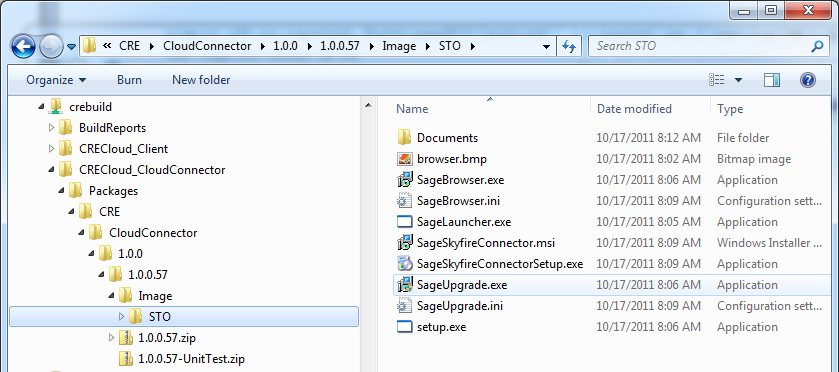 « CRE ▸ CloudConnector ▸ 1.0.0 ▸ 1.0.0.57 ▸ Image ▸ STO ▸ Search STO
Organize Burn
crebuild
BuildReports
CRECloud_Client
CRECloud_CloudConnector
Packages
CRE
CloudConnector
1.0.0
1.0.0.57
Image
STO
1.0.0.57.zip
1.0.0.57-UnitTest.zip
Name Date modified Type
Documents 10/17/2011 8:12 AM File folder
browser.bmp 10/17/2011 8:02 AM Bitmap image
SageBrowser.exe 10/17/2011 8:06 AM Application
SageBrowser.ini 10/17/2011 8:09 AM Configuration sett...
SageLauncher.exe 10/17/2011 8:05 AM Application
SageSkyfireConnector.msi 10/17/2011 8:09 AM Windows Installer ...
SageSkyfireConnectorSetup.exe 10/17/2011 8:09 AM Application
SageUpgrade.exe 10/17/2011 8:06 AM Application
SageUpgrade.ini 10/17/2011 8:09 AM Configuration sett...
setup.exe 10/17/2011 8:06 AM Application